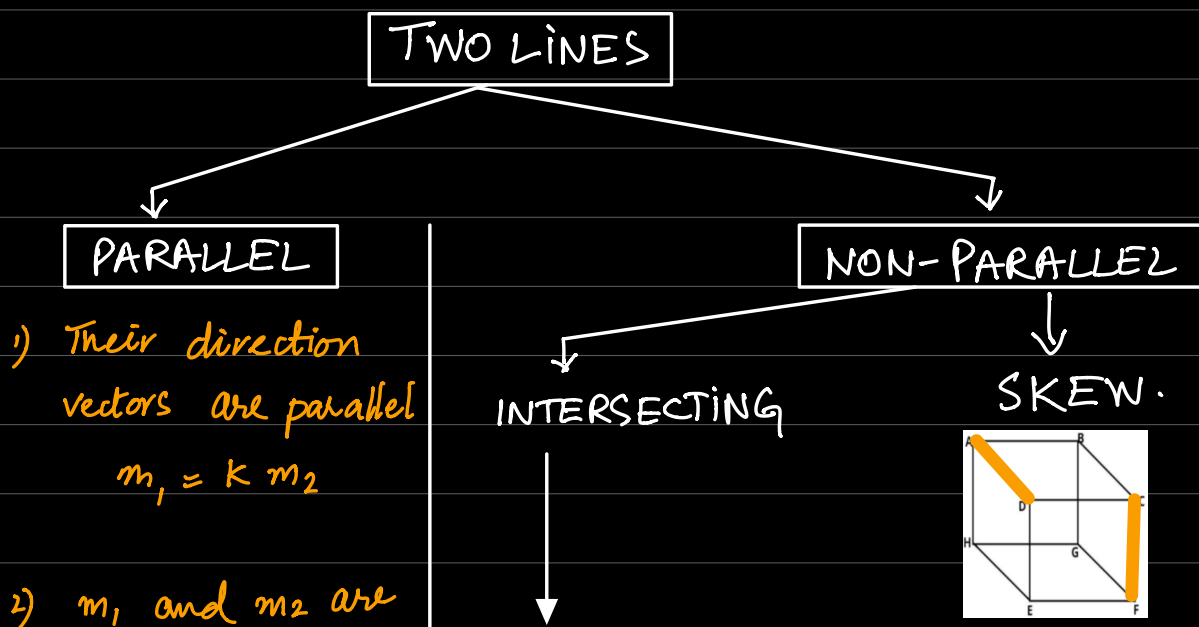 TWO LINES
PARALLEL
NON-PARALLEL
1) Their direction
vectors are parallel
m₁ = K m₂
2) m₁ and m₂ are
INTERSECTING
SKEW.
A B
D C
H G
E F